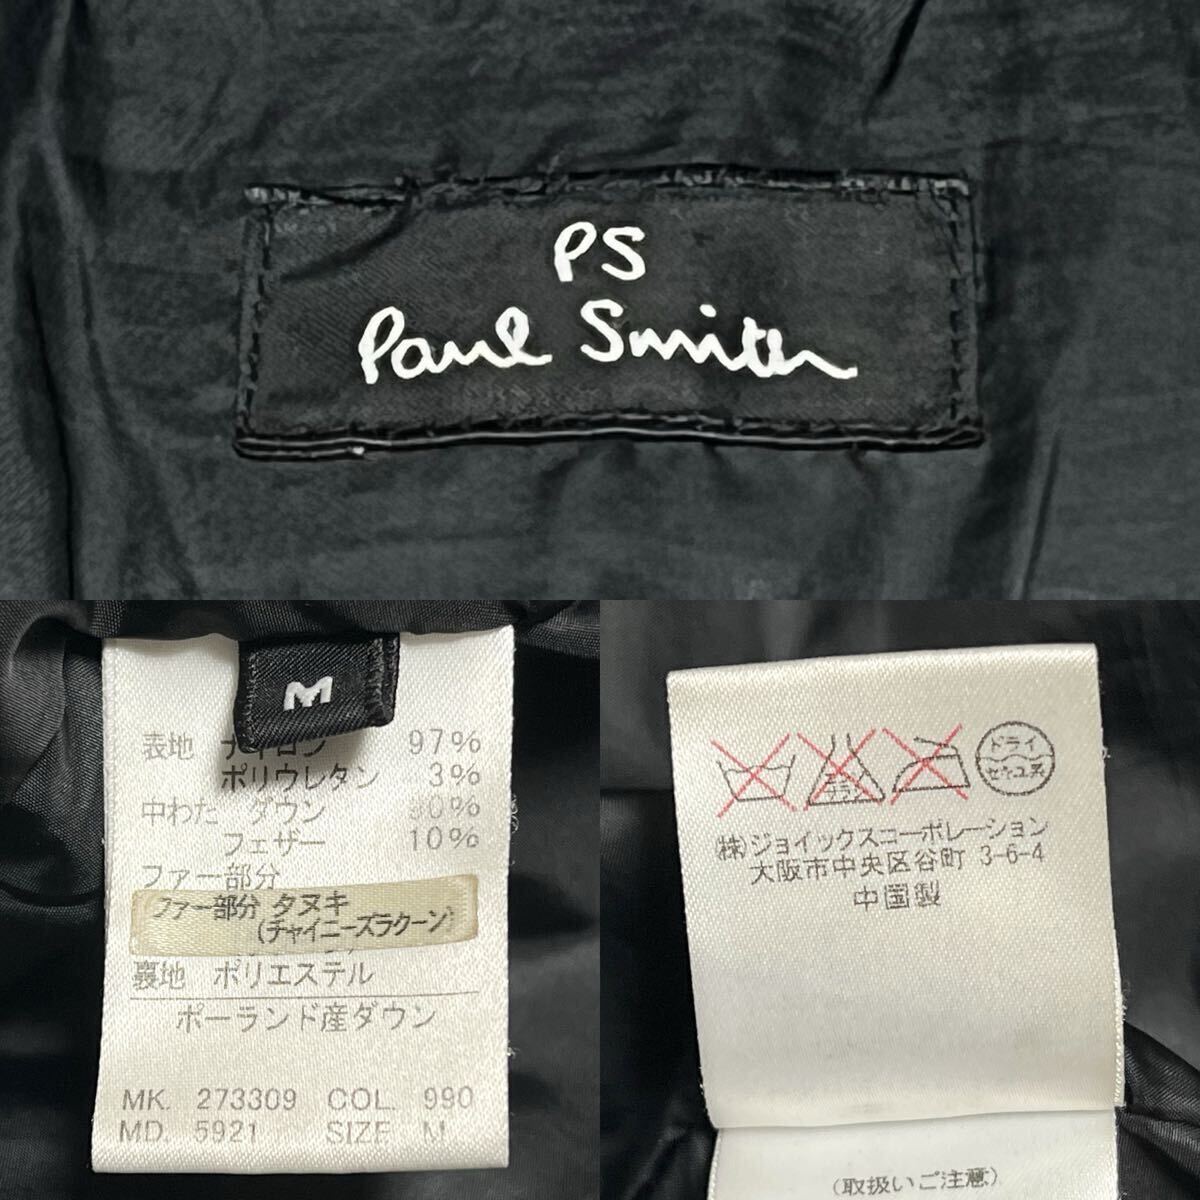 PS
Paul Smith
M
表地 ナイロン 97%
ポリウレタン 3%
中わた ダウン 90%
フェザー 10%
ファー部分
ファー部分 タヌキ
(チャイニーズラクーン)
裏地 ポリエステル
ポーランド産ダウン
MK. 273309 COL. 990
MD. 5921 SIZE M
エンソ
サラシ
ドライ
セキユ系
(株)ジョイックスコーポレーション
大阪市中央区谷町 3-6-4
中国製
(取扱いご注意)